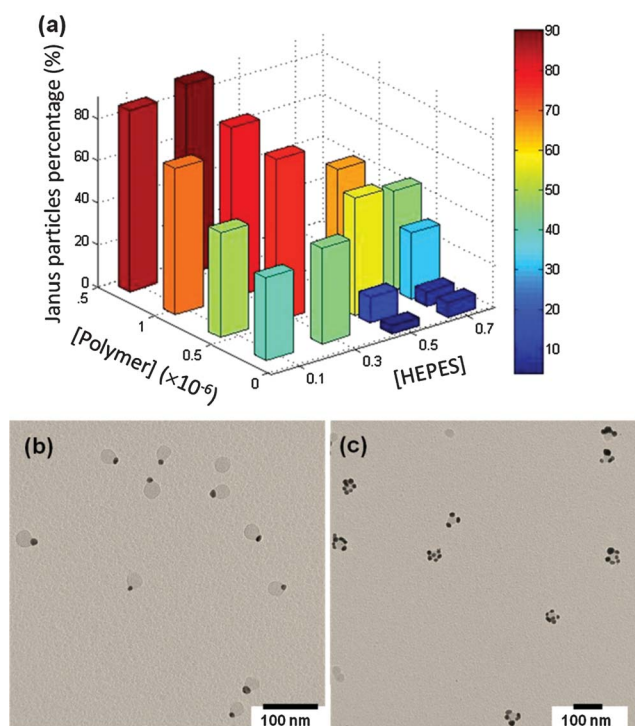 (a)
Janus particles percentage (%)
80
60
40
20
0
.5
1
0.5
0
[Polymer] (×10⁻⁶)
0.1
0.3
0.5
0.7
[HEPES]
90
80
70
60
50
40
30
20
10
(b)
100 nm
(c)
100 nm